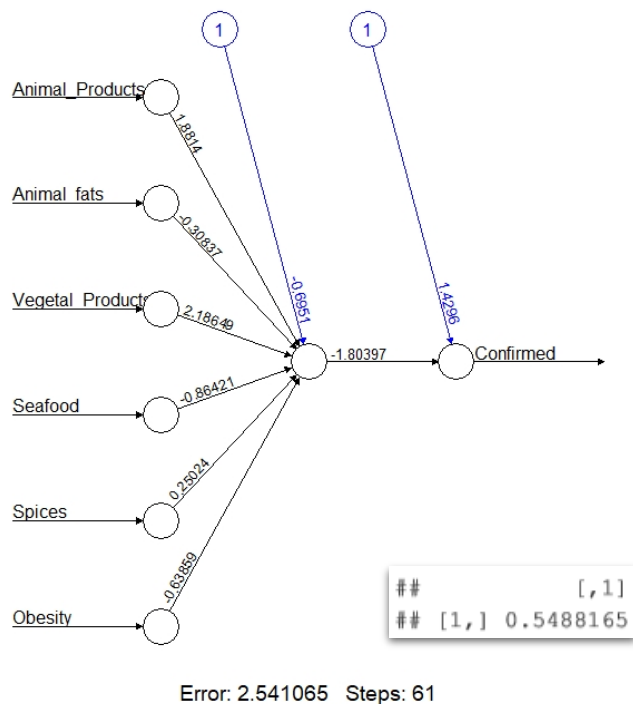 1
1
Animal_Products
1.8814
Animal_fats
-0.30837
-0.6951
1.4296
Vegetal_Products
2.18649
-1.80397
Confirmed
Seafood
-0.86421
Spices
0.25024
Obesity
-0.63859
## [,1]
## [1,] 0.5488165
Error: 2.541065 Steps: 61